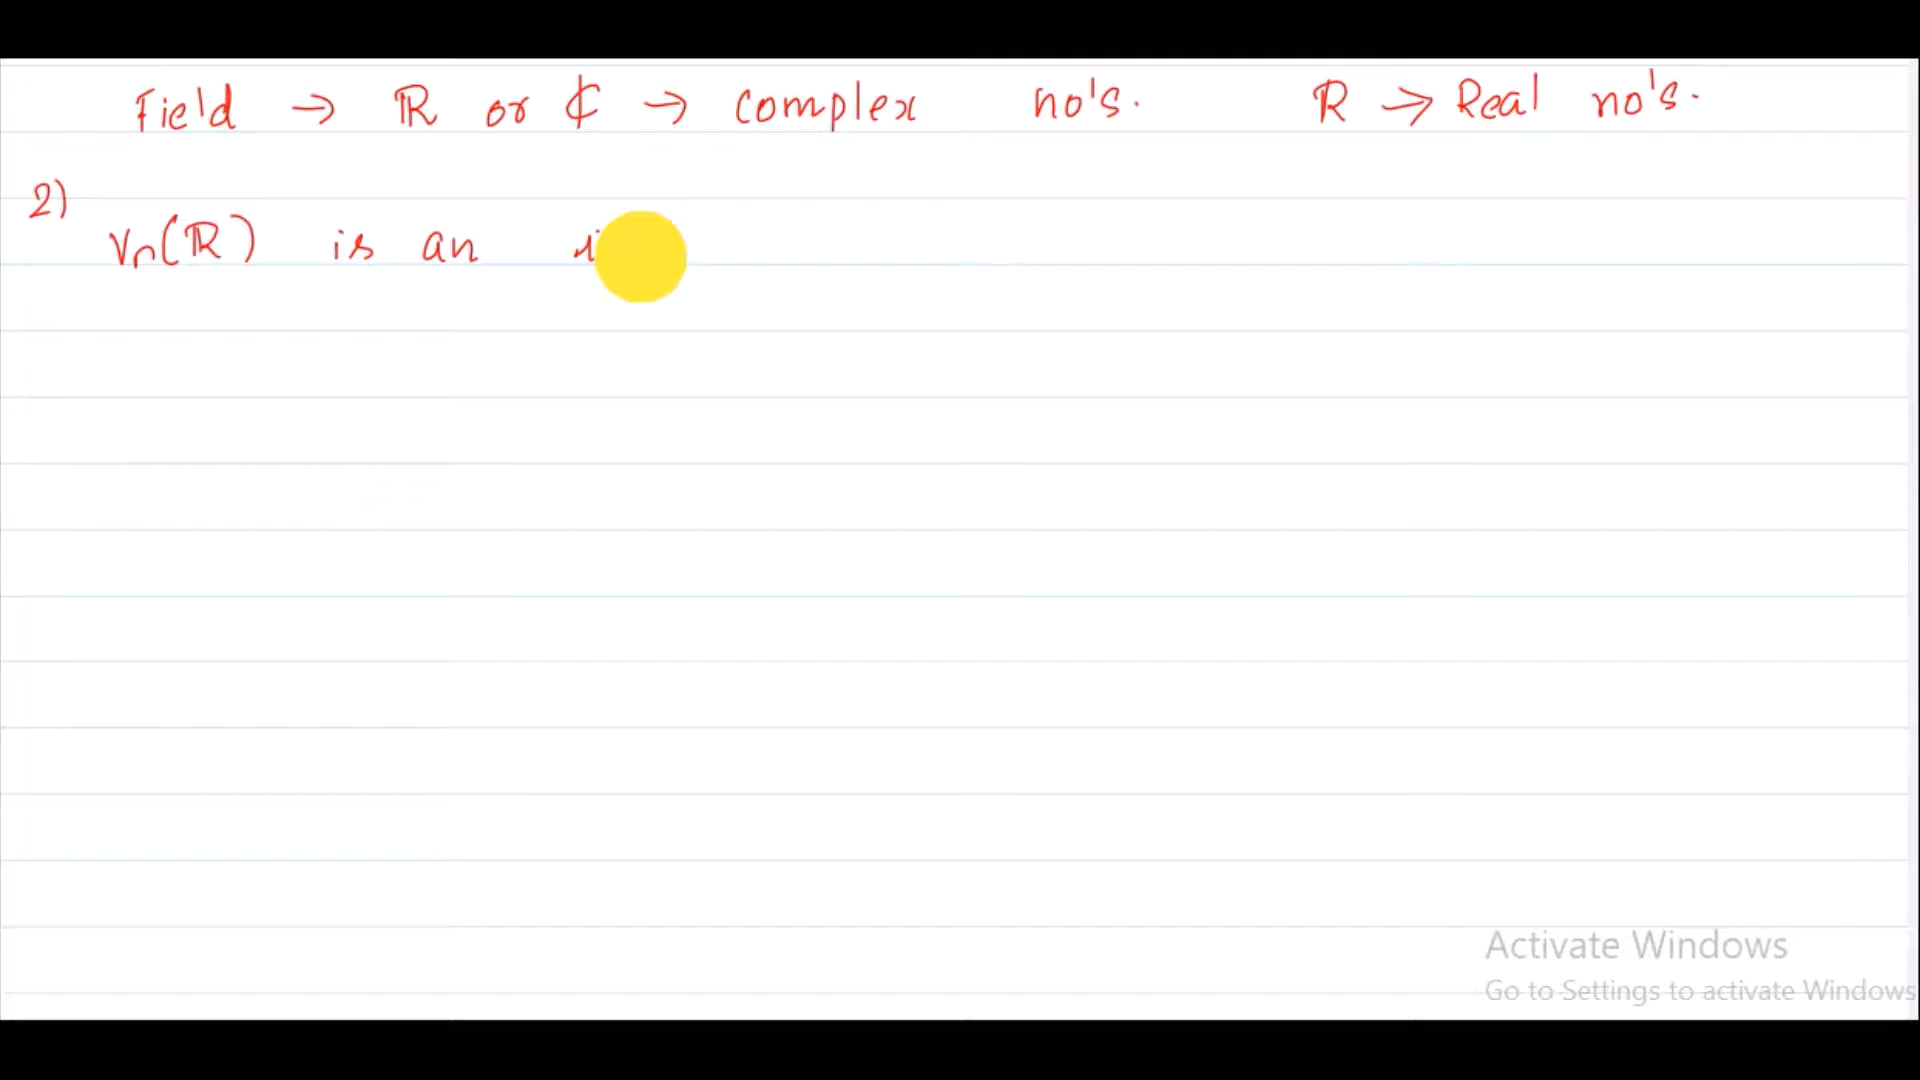 Field → ℝ or ₵ → complex no's. R → Real no's.
2)
Vn(ℝ) is an i
Activate Windows
Go to Settings to activate Windows